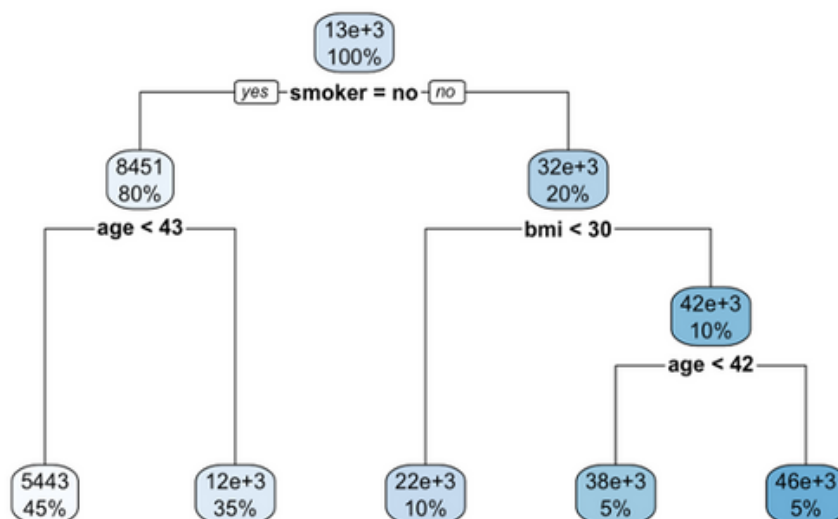 13e+3
100%
yes smoker = no no
8451
80%
32e+3
20%
age < 43
bmi < 30
42e+3
10%
age < 42
5443
45%
12e+3
35%
22e+3
10%
38e+3
5%
46e+3
5%